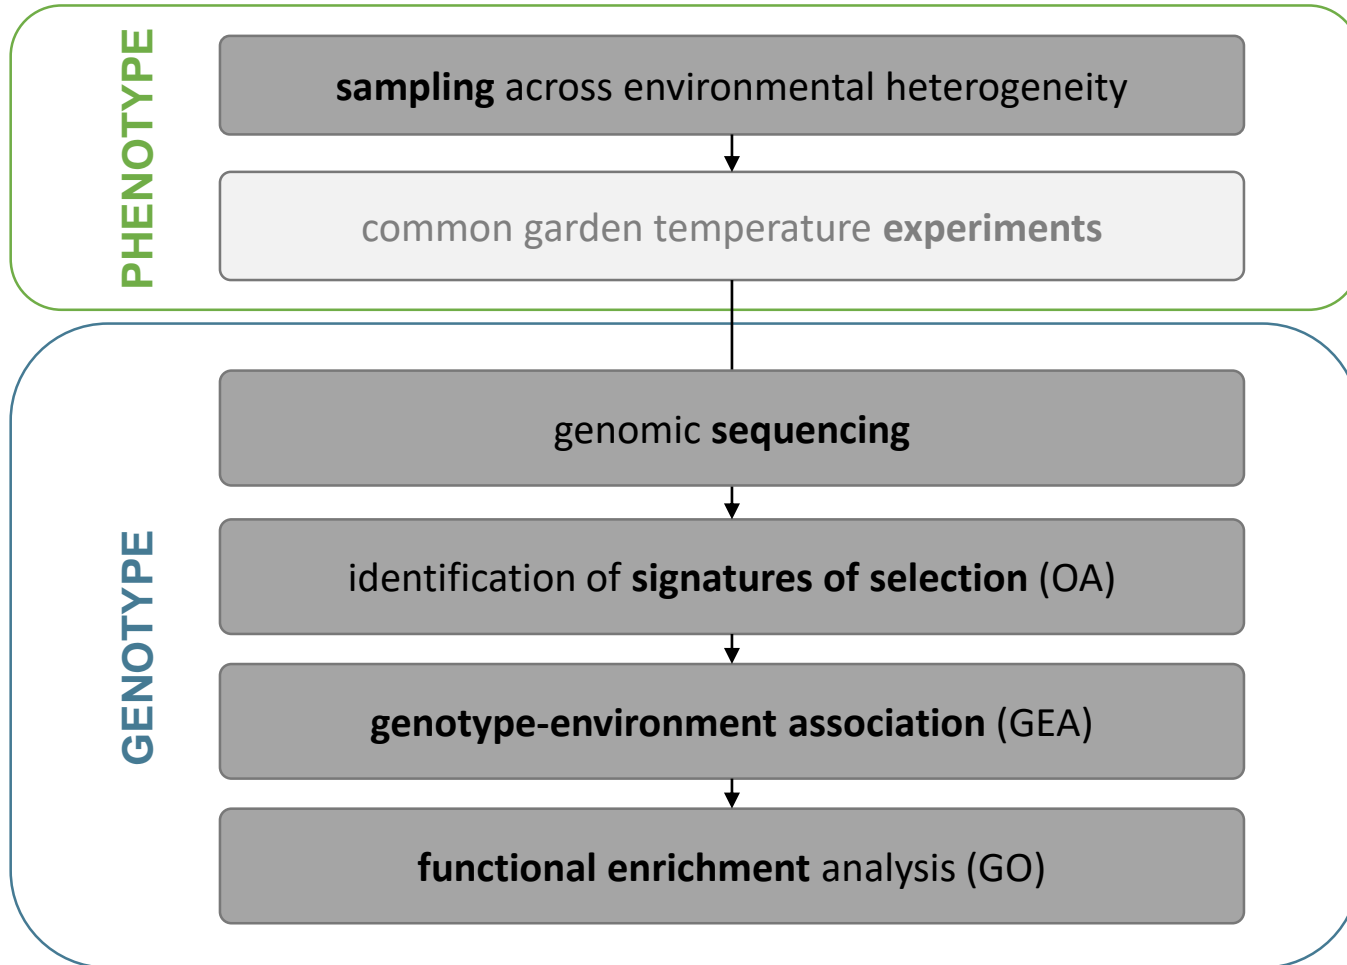 PHENOTYPE
sampling across environmental heterogeneity
common garden temperature experiments
GENOTYPE
genomic sequencing
identification of signatures of selection (OA)
genotype-environment association (GEA)
functional enrichment analysis (GO)